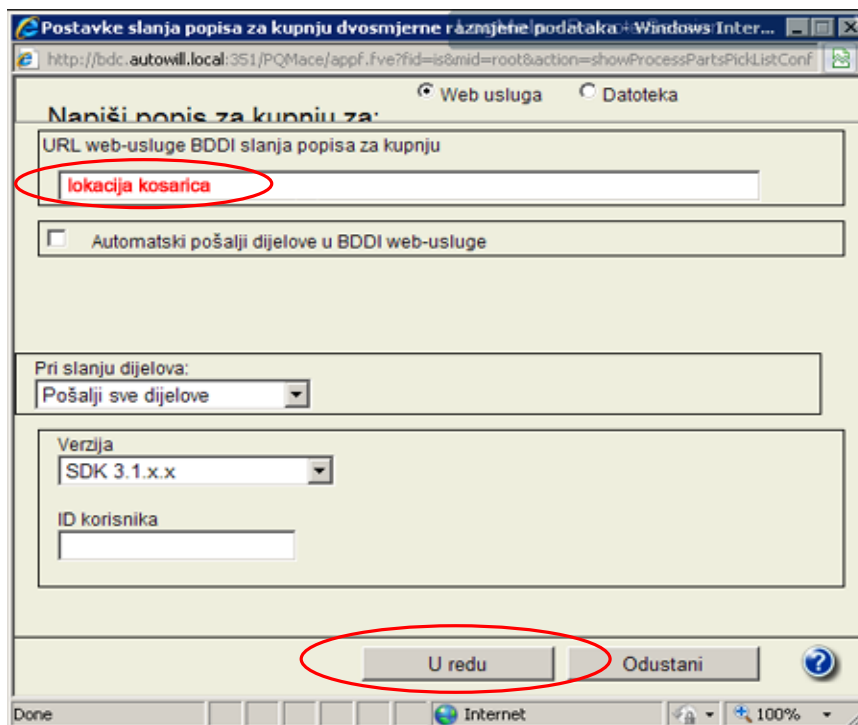 Postavke slanja popisa za kupnju dvosmjerne razmjene podataka - Windows Inter...
http://bdc.autowill.local:351/PQMace/appf.fve?fid=is&mid=root&action=showProcessPartsPickListConf
Napiši popis za kupnju za:
Web usluga Datoteka
URL web-usluge BDDI slanja popisa za kupnju
lokacija kosarica
Automatski pošalji dijelove u BDDI web-usluge
Pri slanju dijelova:
Pošalji sve dijelove
Verzija
SDK 3.1.x.x
ID korisnika
U redu Odustani ?
Done Internet 100%